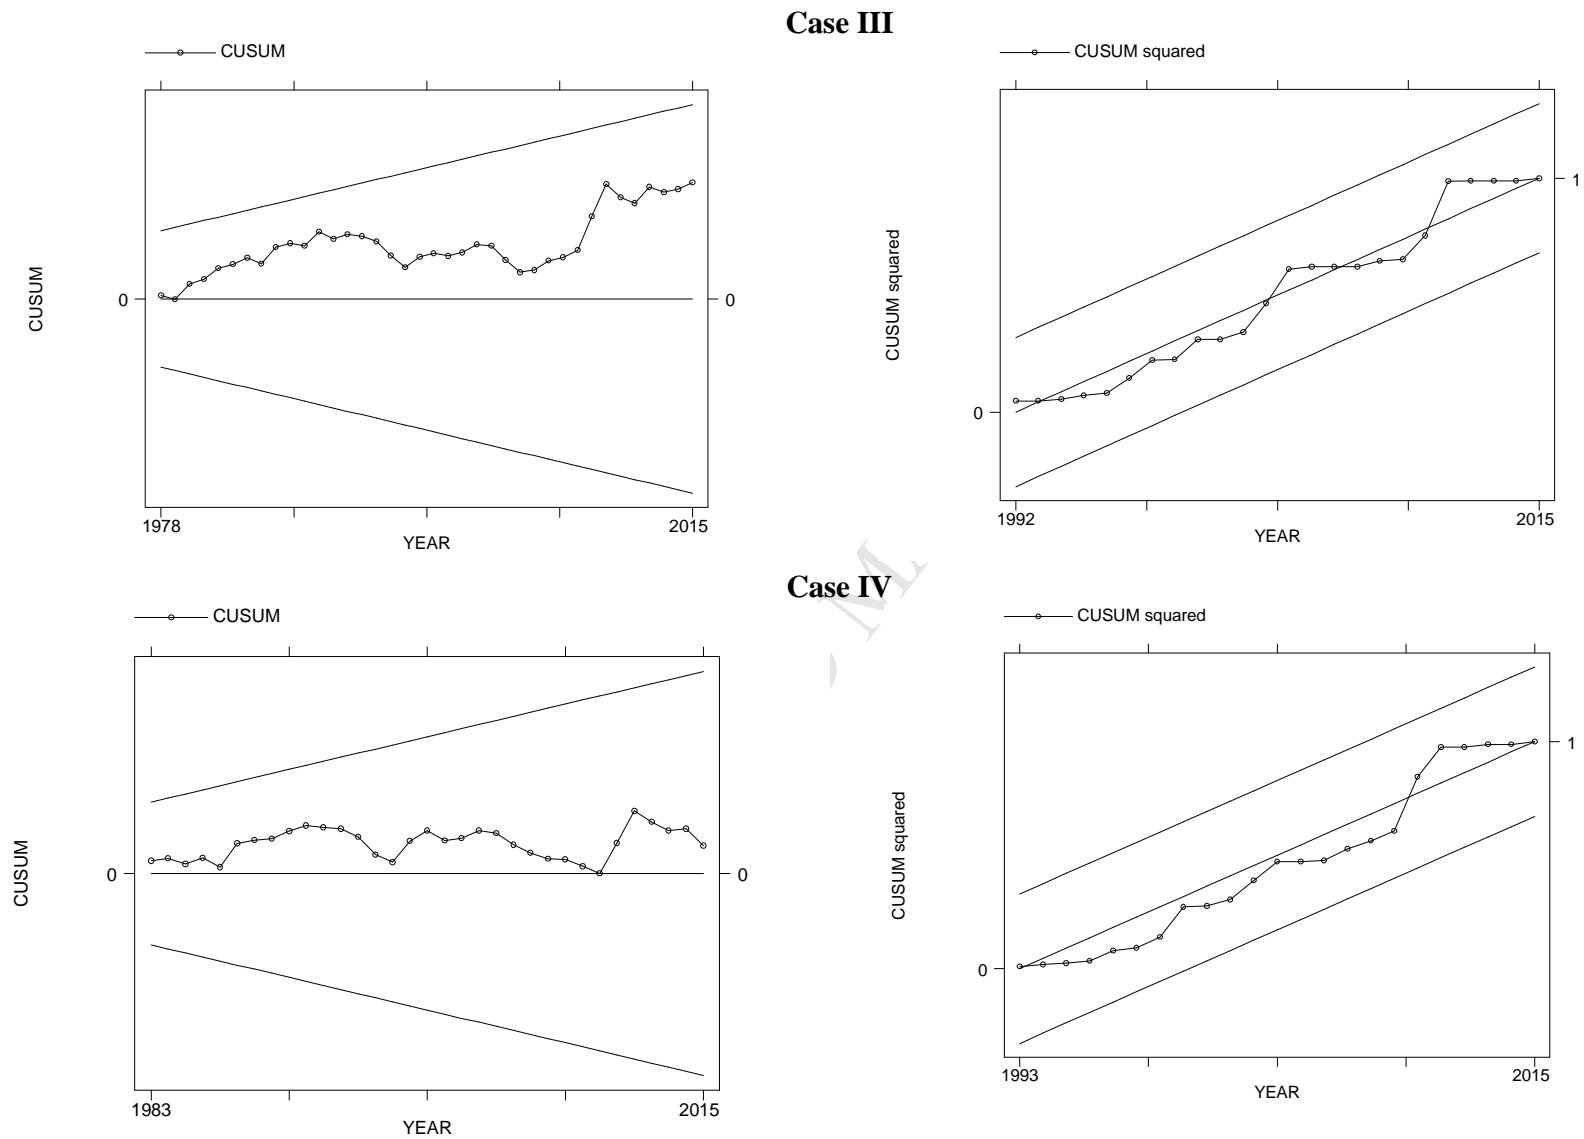 Case III
CUSUM
CUSUM
0
0
1978
2015
YEAR
CUSUM squared
CUSUM squared
0
1
1992
2015
YEAR
Case IV
CUSUM
CUSUM
0
0
1983
2015
YEAR
CUSUM squared
CUSUM squared
0
1
1993
2015
YEAR
M